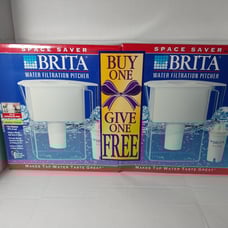 SPACE SAVER
BRITA
WATER FILTRATION PITCHER
MAKES TAP WATER TASTE GREAT
BUY
ONE
GIVE
ONE
FREE
SPACE SAVER
BRITA
WATER FILTRATION PITCHER
MAKES TAP WATER TASTE GREAT